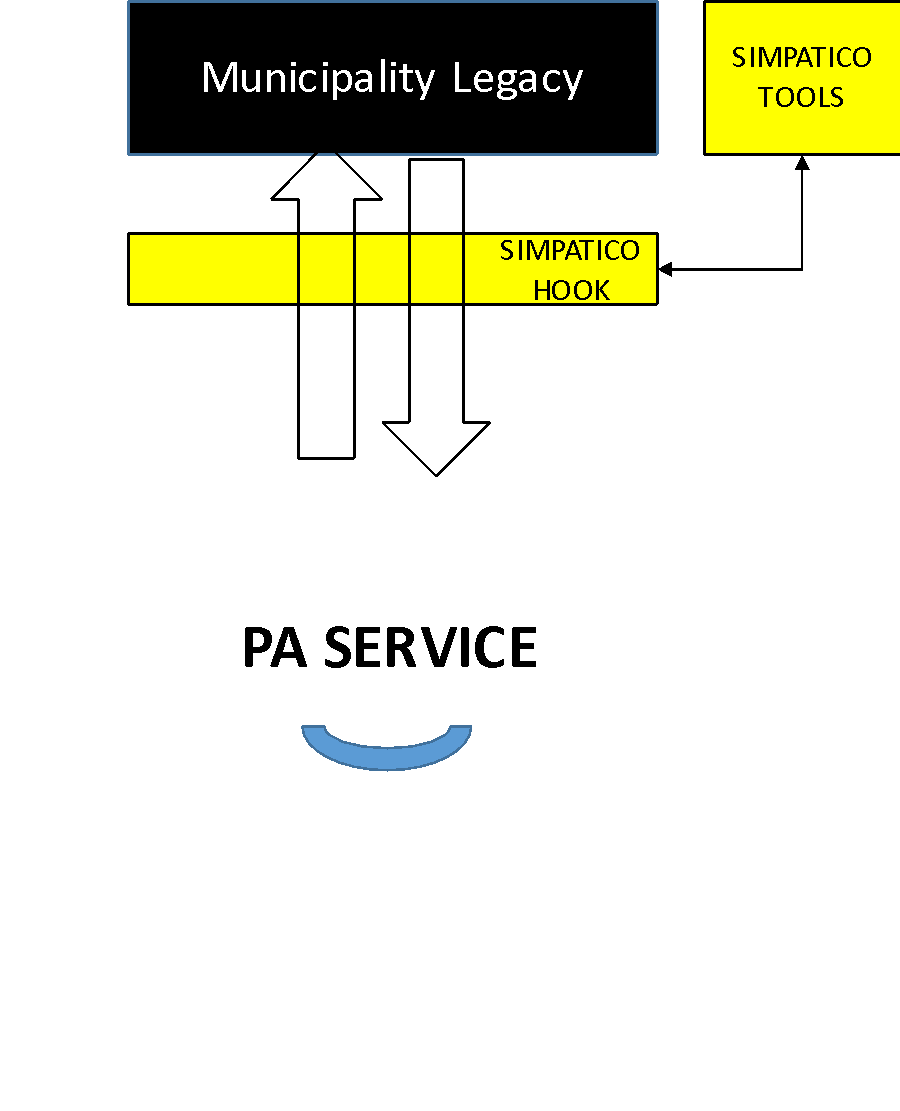 Municipality Legacy
SIMPATICO
TOOLS
SIMPATICO
HOOK
PA SERVICE